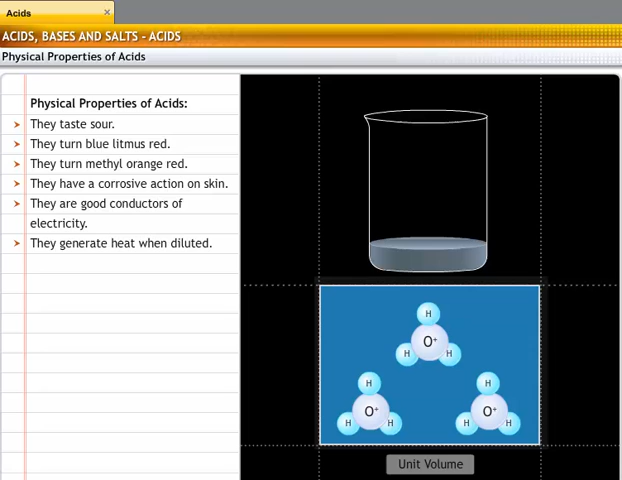 Acids
ACIDS, BASES AND SALTS - ACIDS
Physical Properties of Acids
Physical Properties of Acids:
They taste sour.
They turn blue litmus red.
They turn methyl orange red.
They have a corrosive action on skin.
They are good conductors of
electricity.
They generate heat when diluted.
H
O⁺
H H
H H
O⁺ O⁺
H H H H
Unit Volume